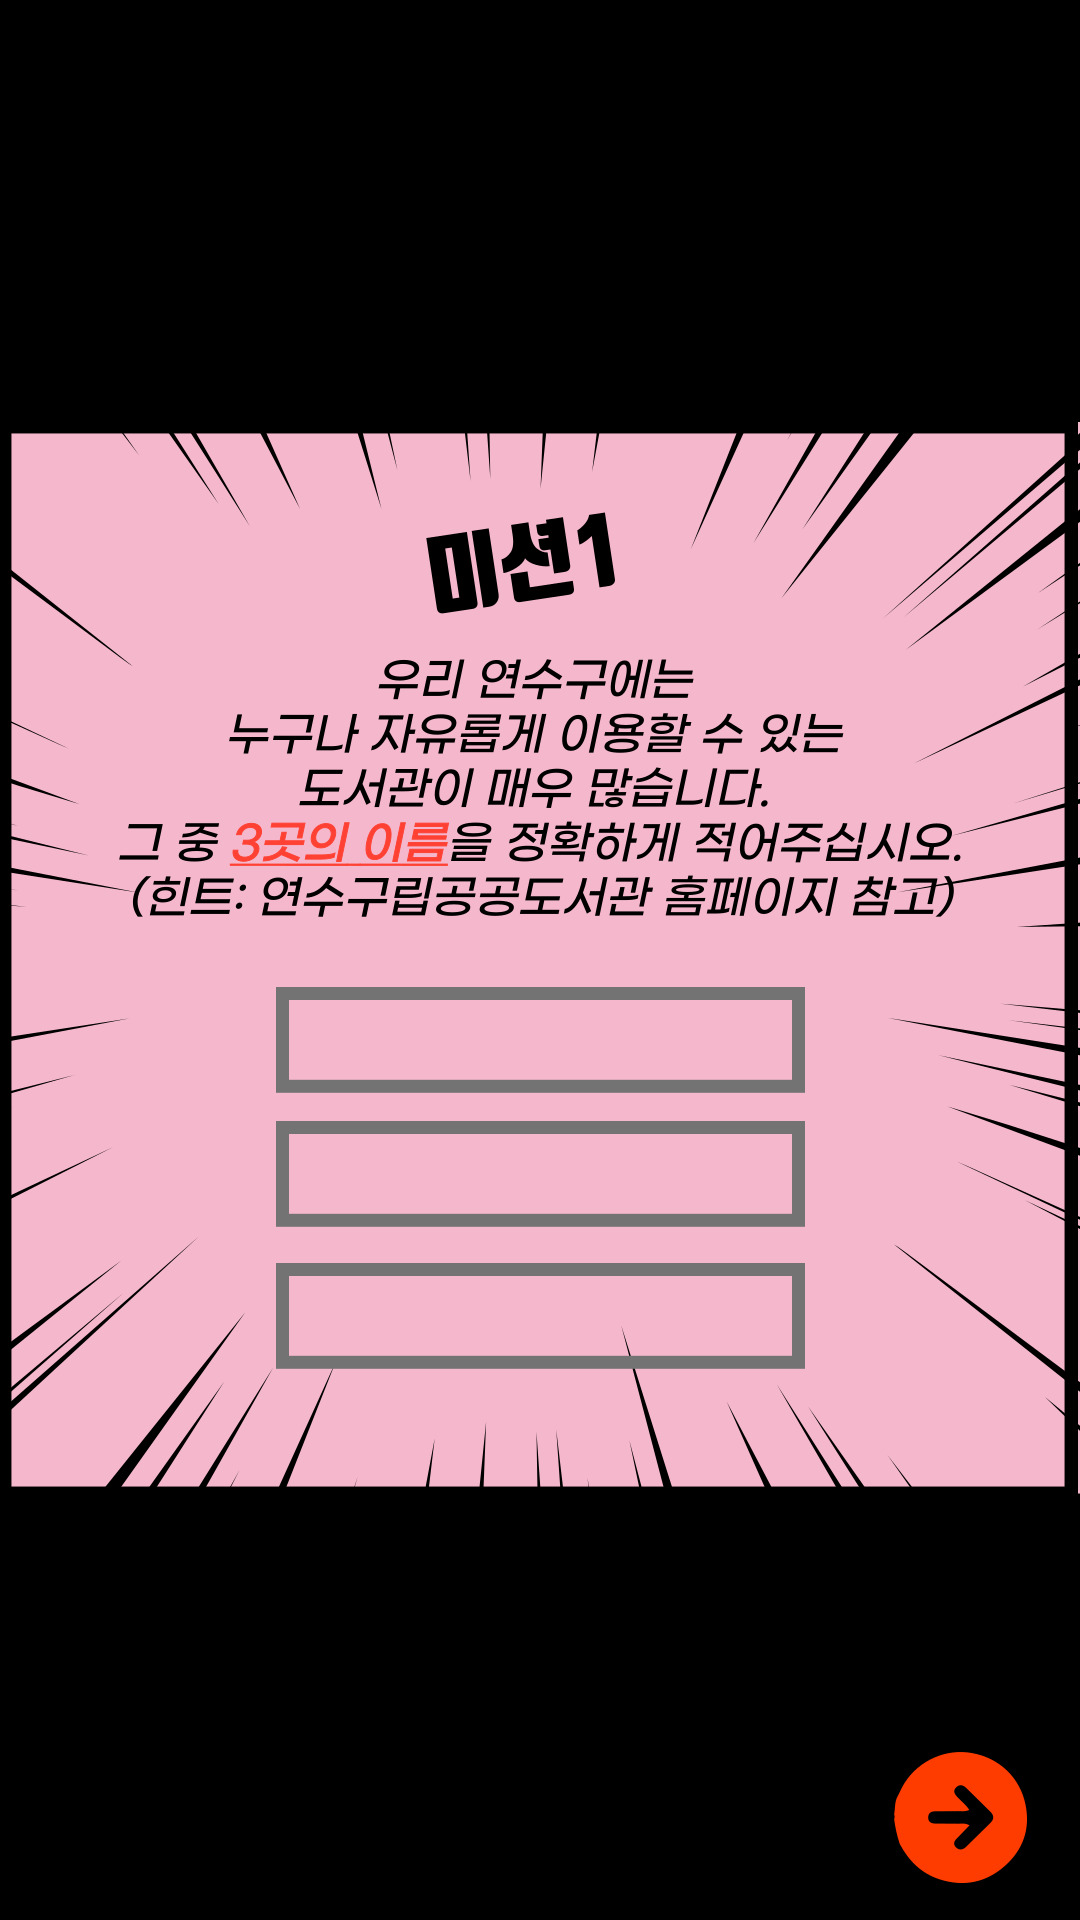 미션1
우리 연수구에는
누구나 자유롭게 이용할 수 있는
도서관이 매우 많습니다.
그 중 3곳의 이름을 정확하게 적어주십시오.
(힌트: 연수구립공공도서관 홈페이지 참고)